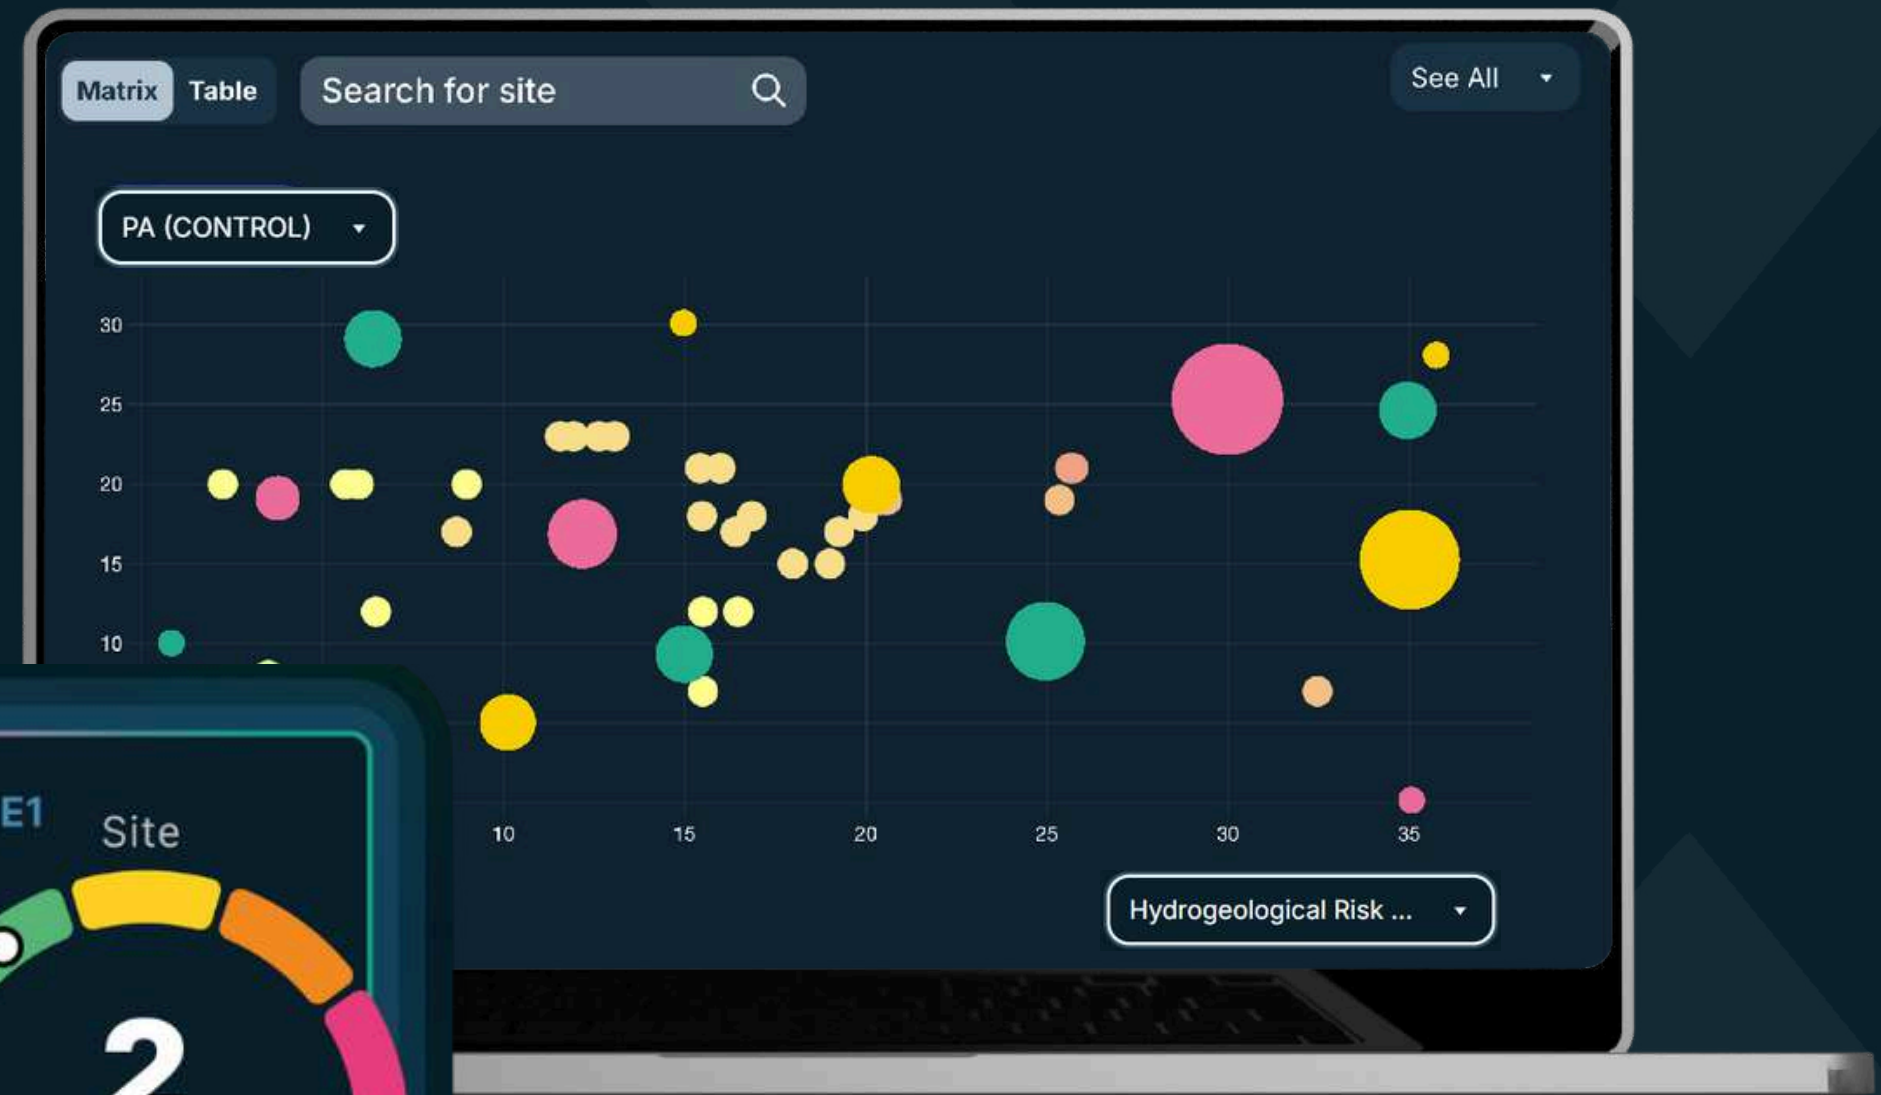 Matrix Table
Search for site
See All
PA (CONTROL)
30
25
20
15
10
10 15 20 25 30 35
Hydrogeological Risk ...
E1
Site
2